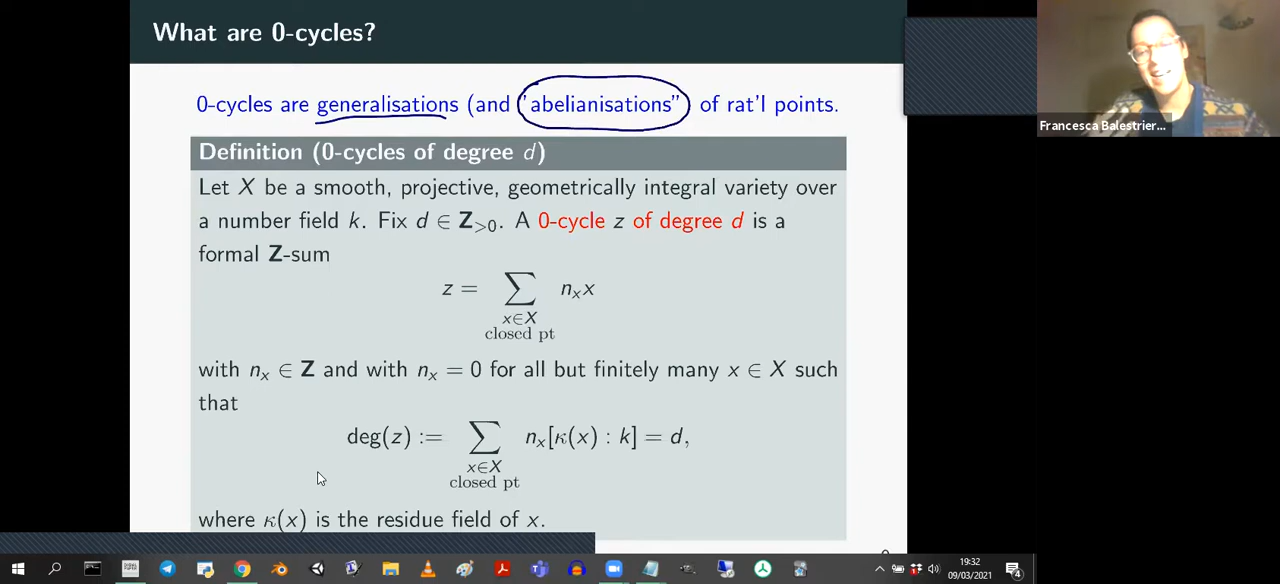 What are 0-cycles?
0-cycles are generalisations (and "abelianisations" of rat'l points.
Definition (0-cycles of degree d)
Let X be a smooth, projective, geometrically integral variety over
a number field k. Fix d ∈ Z>0. A 0-cycle z of degree d is a
formal Z-sum
z = ∑ nₓx
x∈X
closed pt
with nₓ ∈ Z and with nₓ = 0 for all but finitely many x ∈ X such
that
deg(z) := ∑ nₓ[κ(x) : k] = d,
x∈X
closed pt
where κ(x) is the residue field of x.
Francesca Balestrier...
19:32
09/03/2021
4